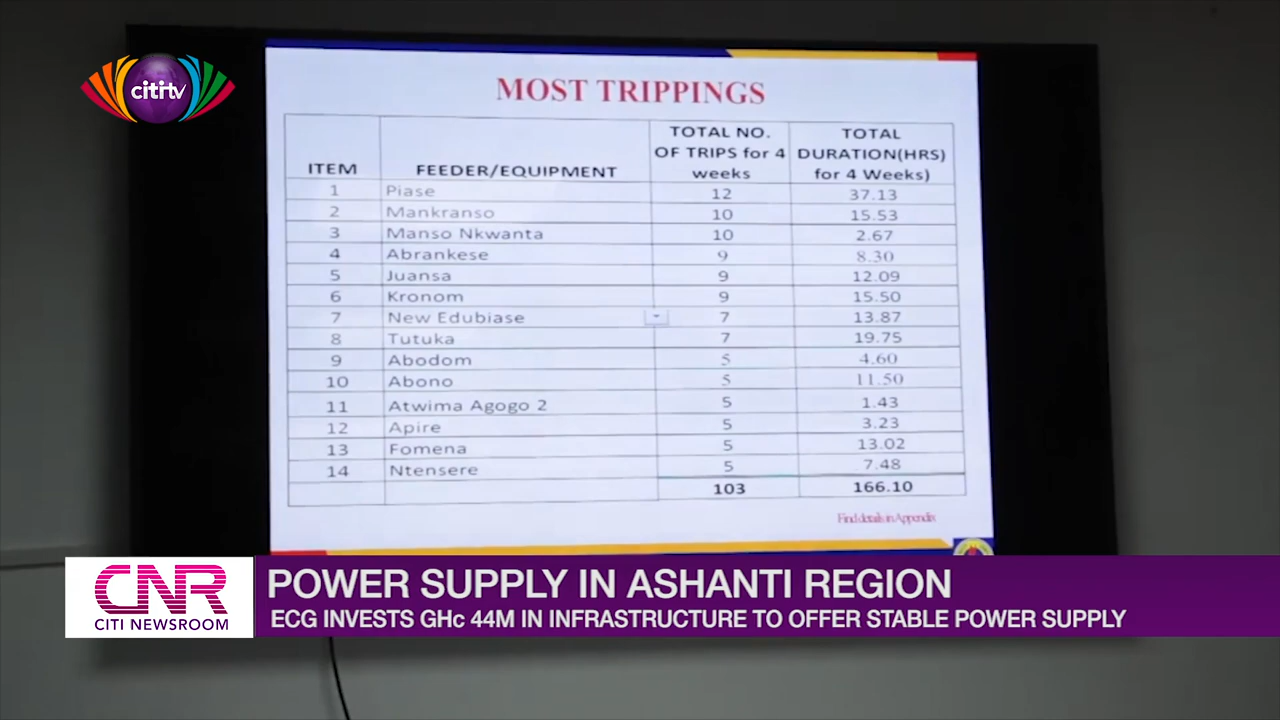 cititv
MOST TRIPPINGS
ITEM FEEDER/EQUIPMENT TOTAL NO. OF TRIPS for 4 weeks TOTAL DURATION(HRS) for 4 Weeks)
1 Piase 12 37.13
2 Mankranso 10 15.53
3 Manso Nkwanta 10 2.67
4 Abrankese 9 8.30
5 Juansa 9 12.09
6 Kronom 9 15.50
7 New Edubiase 7 13.87
8 Tutuka 7 19.75
9 Abodom 5 4.60
10 Abono 5 11.50
11 Atwima Agogo 2 5 1.43
12 Apire 5 3.23
13 Fomena 5 13.02
14 Ntensere 5 7.48
103 166.10
Find details in Appendix
CNR
CITI NEWSROOM
POWER SUPPLY IN ASHANTI REGION
ECG INVESTS GHc 44M IN INFRASTRUCTURE TO OFFER STABLE POWER SUPPLY